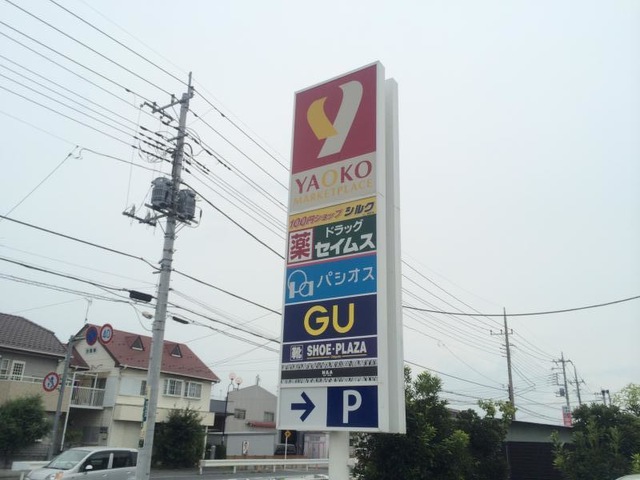 YAOKO
MARKETPLACE
100円ショップ シルク
薬 ドラッグ
セイムス
パシオス
GU
靴 SHOE-PLAZA
P